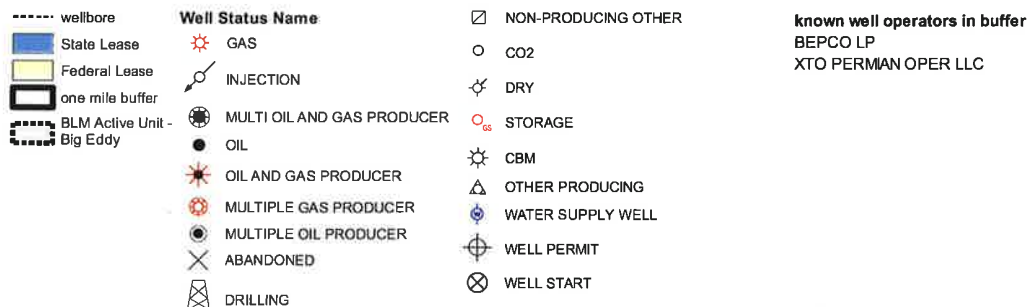 wellbore
State Lease
Federal Lease
one mile buffer
BLM Active Unit -
Big Eddy
Well Status Name
GAS
INJECTION
MULTI OIL AND GAS PRODUCER
OIL
OIL AND GAS PRODUCER
MULTIPLE GAS PRODUCER
MULTIPLE OIL PRODUCER
ABANDONED
DRILLING
NON-PRODUCING OTHER
CO2
DRY
GS STORAGE
CBM
OTHER PRODUCING
W WATER SUPPLY WELL
WELL PERMIT
WELL START
known well operators in buffer
BEPCO LP
XTO PERMIAN OPER LLC